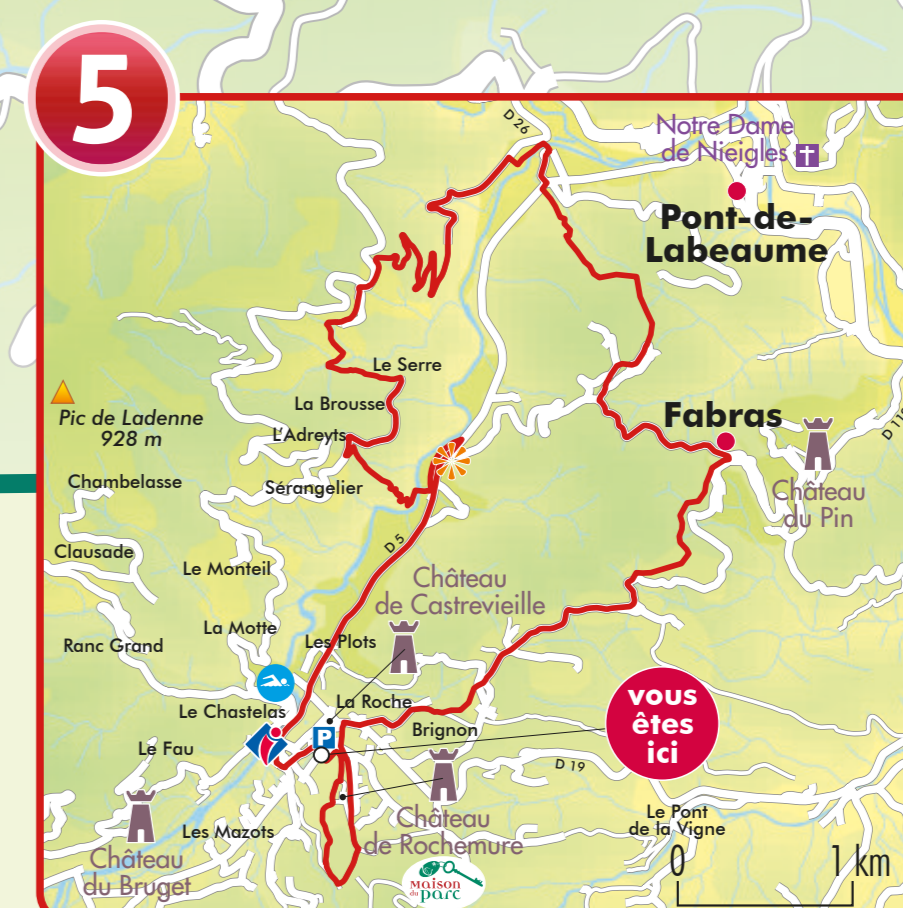 5
D 26
Notre Dame
de Nieigles
Pont-de-
Labeaume
Le Serre
Pic de Ladenne
928 m
La Brousse
L'Adreyts
Fabras
D 11
Chambelasse
Sérangelier
Château
du Pin
Clausade
D 5
Le Monteil
Château
de Castrevieille
La Motte
Les Plots
Ranc Grand
vous
êtes
ici
La Roche
Le Chastelas
P
Brignon
Le Fau
D 19
Château
de Rochemure
Le Pont
de la Vigne
Les Mazots
Château
du Bruget
0 1 km
maison
du parc